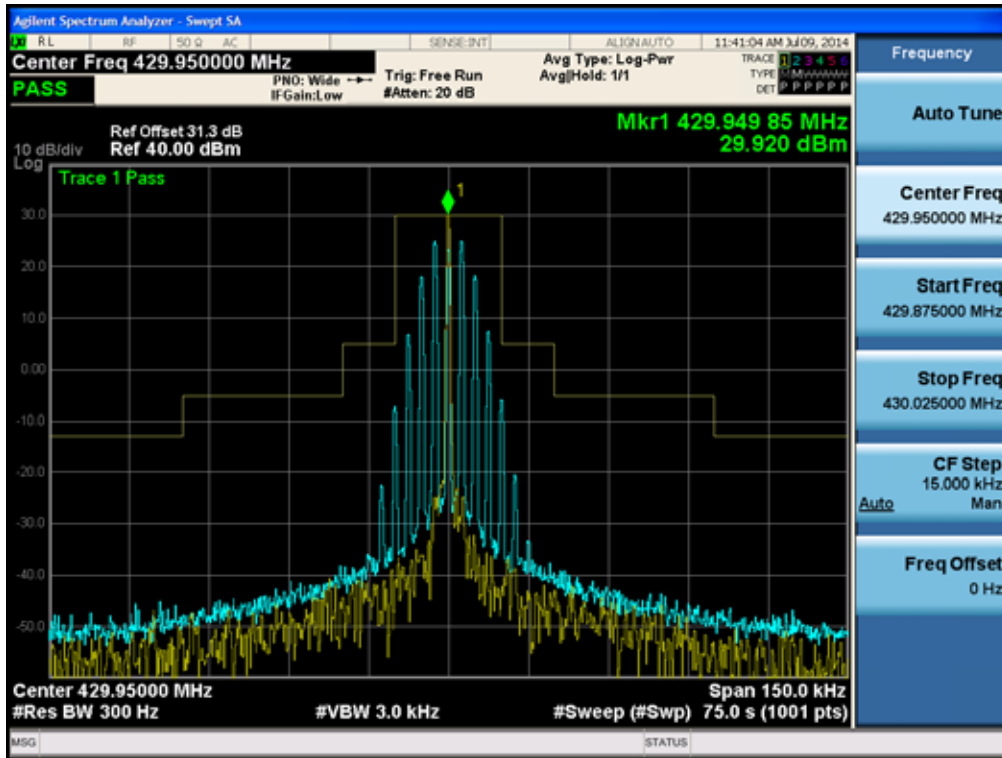 Agilent Spectrum Analyzer - Swept SA
RL RF 50 Ω AC SENSE:INT ALIGN AUTO 11:41:04 AM Jul 09, 2014
Center Freq 429.950000 MHz
PASS
PNO: Wide
IFGain:Low
Trig: Free Run
#Atten: 20 dB
Avg Type: Log-Pwr
Avg|Hold: 1/1
TRACE 1 2 3 4 5 6
TYPE M M W W W W
DET P P P P P P
Mkr1 429.949 85 MHz
29.920 dBm
Ref Offset 31.3 dB
10 dB/div Ref 40.00 dBm
Log
Trace 1 Pass
1
30.0
20.0
10.0
0.00
-10.0
-20.0
-30.0
-40.0
-50.0
Center 429.95000 MHz Span 150.0 kHz
#Res BW 300 Hz #VBW 3.0 kHz #Sweep (#Swp) 75.0 s (1001 pts)
MSG STATUS
Frequency
Auto Tune
Center Freq
429.950000 MHz
Start Freq
429.875000 MHz
Stop Freq
430.025000 MHz
CF Step
15.000 kHz
Auto Man
Freq Offset
0 Hz